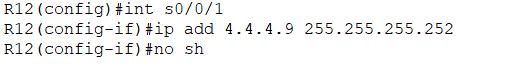 R12(config)#int s0/0/1
R12(config-if)#ip add 4.4.4.9 255.255.255.252
R12(config-if)#no sh